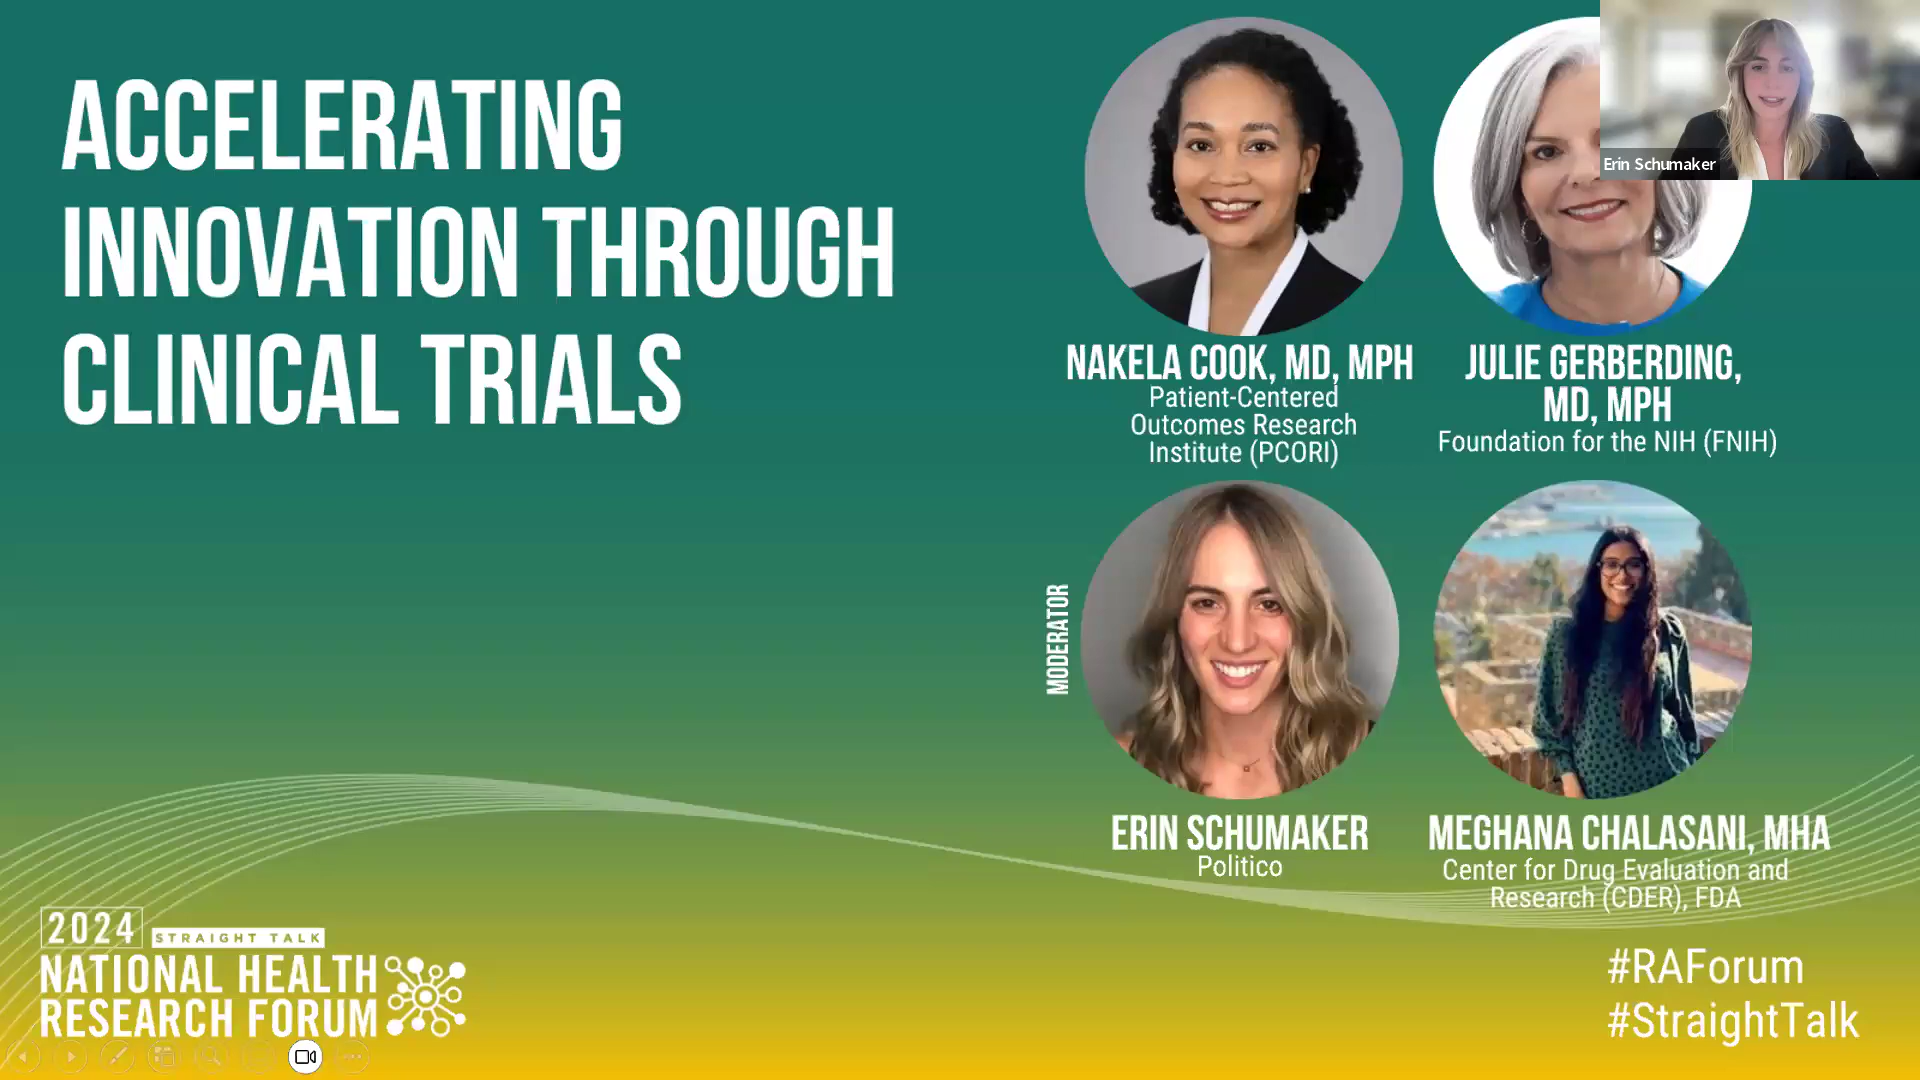 ACCELERATING
INNOVATION THROUGH
CLINICAL TRIALS
Erin Schumaker
NAKELA COOK, MD, MPH
Patient-Centered
Outcomes Research
Institute (PCORI)
JULIE GERBERDING,
MD, MPH
Foundation for the NIH (FNIH)
MODERATOR
ERIN SCHUMAKER
Politico
MEGHANA CHALASANI, MHA
Center for Drug Evaluation and
Research (CDER), FDA
2024
STRAIGHT TALK
NATIONAL HEALTH
RESEARCH FORUM
#RAForum
#StraightTalk